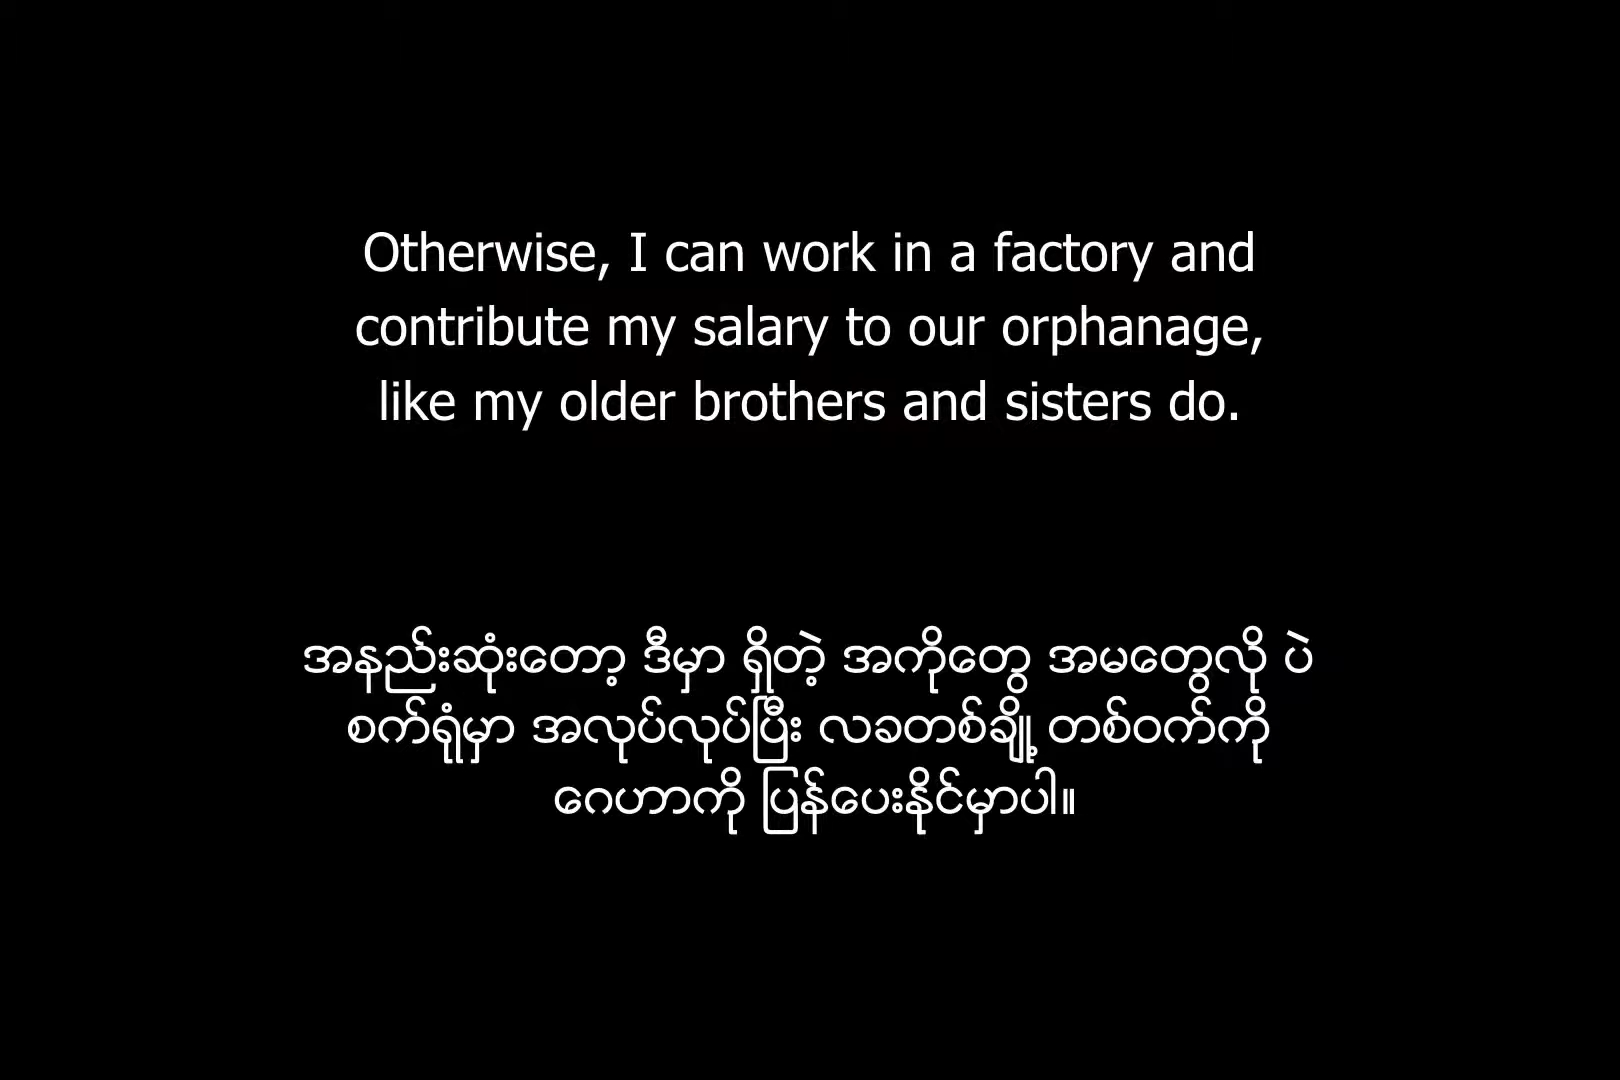 Otherwise, I can work in a factory and
contribute my salary to our orphanage,
like my older brothers and sisters do.
အနည်းဆုံးတော့ ဒီမှာ ရှိတဲ့ အကိုတွေ အမတွေလို ပဲ
စက်ရုံမှာ အလုပ်လုပ်ပြီး လခတစ်ချို့ တစ်ဝက်ကို
ဂေဟာကို ပြန်ပေးနိုင်မှာပါ။